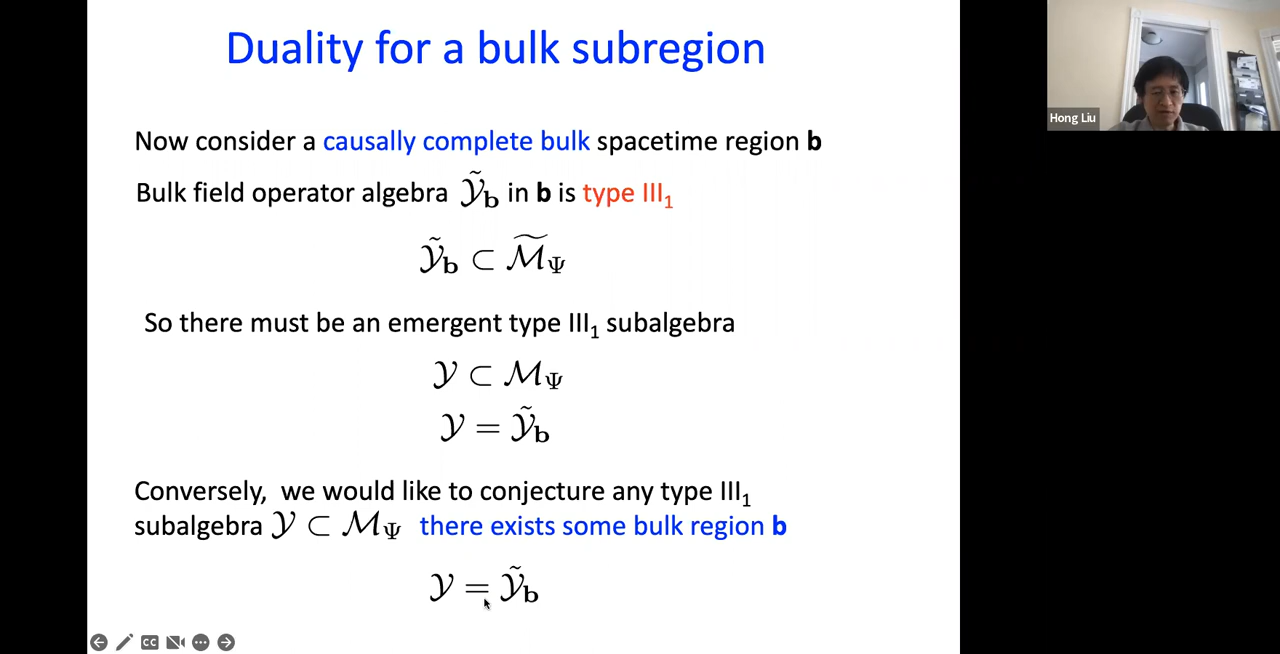 Duality for a bulk subregion
Hong Liu
Now consider a causally complete bulk spacetime region b
Bulk field operator algebra 𝒴̃_b in b is type III₁
𝒴̃_b ⊂ ℳ̃_Ψ
So there must be an emergent type III₁ subalgebra
𝒴 ⊂ ℳ_Ψ
𝒴 = 𝒴̃_b
Conversely, we would like to conjecture any type III₁
subalgebra 𝒴 ⊂ ℳ_Ψ there exists some bulk region b
𝒴 = 𝒴̃_b
CC